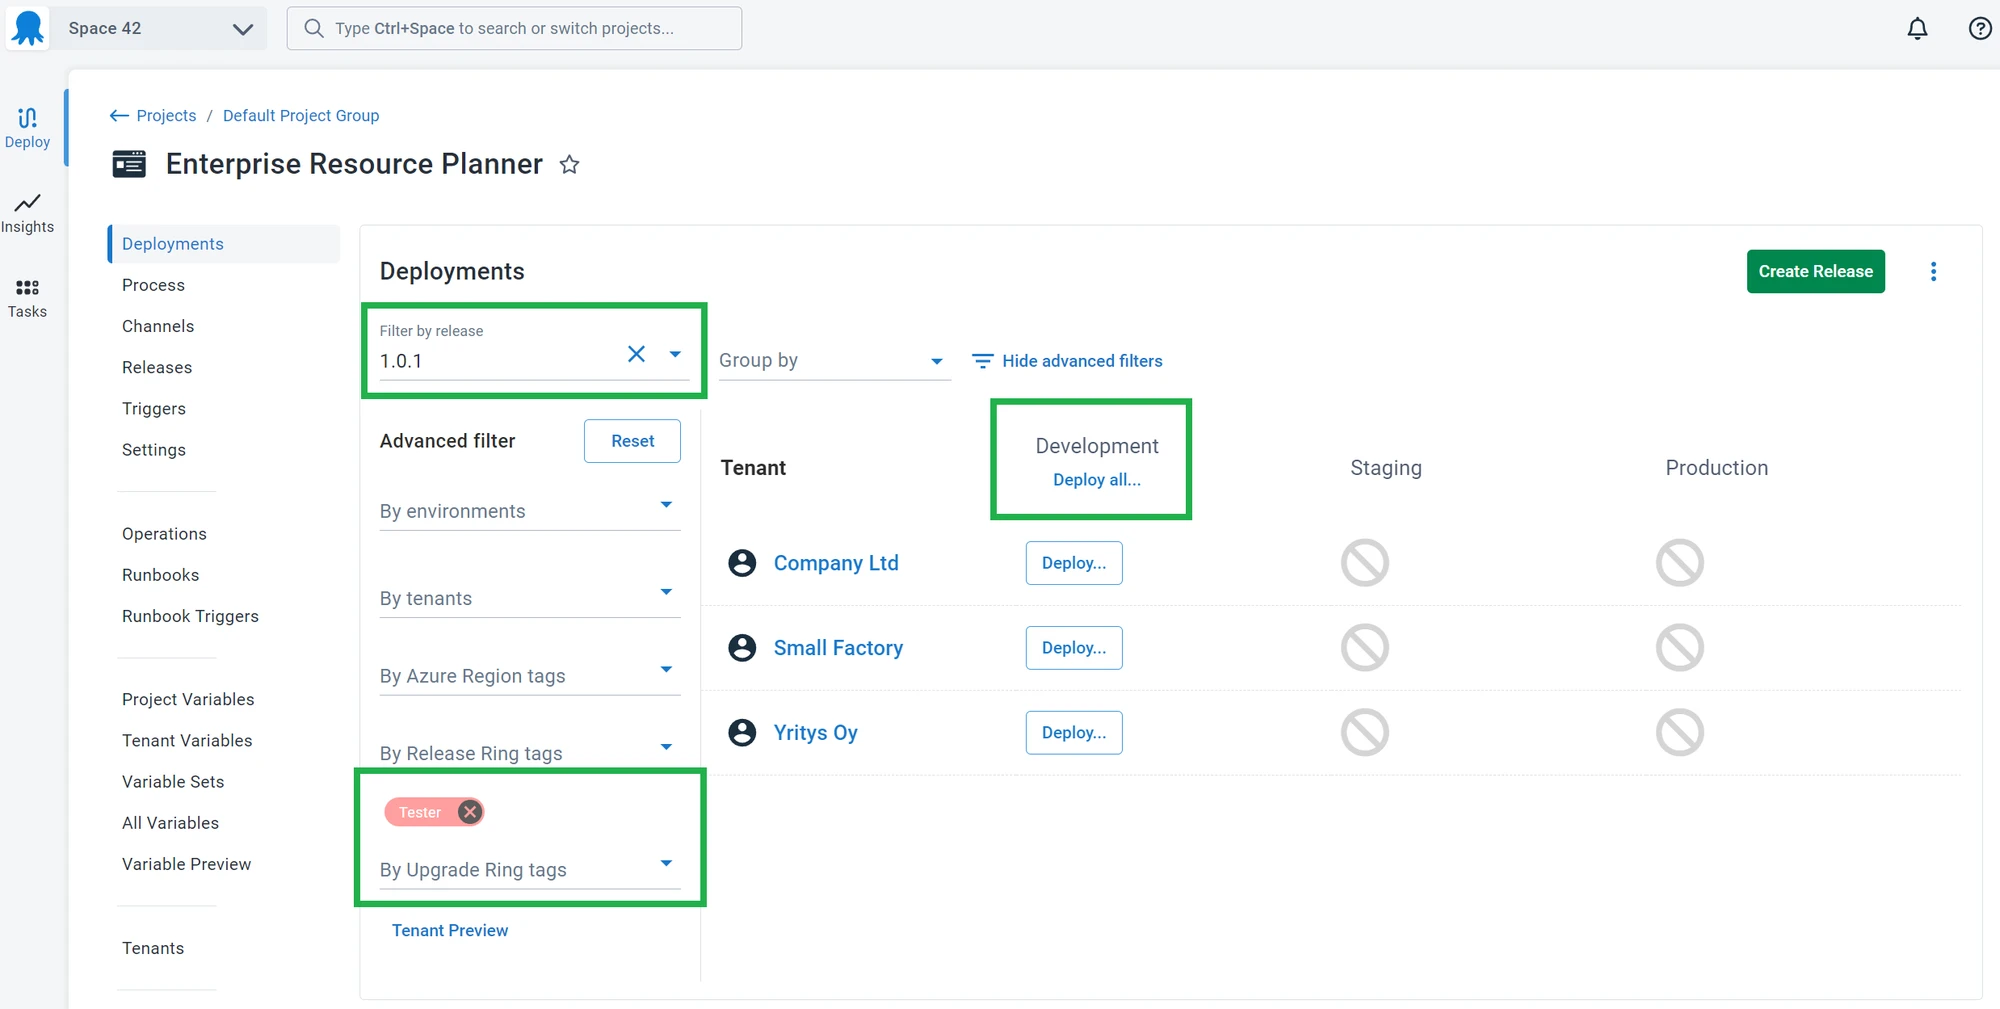 Space 42
Type Ctrl+Space to search or switch projects...
Deploy
Insights
Tasks
Projects / Default Project Group
Enterprise Resource Planner
Deployments
Process
Channels
Releases
Triggers
Settings
Operations
Runbooks
Runbook Triggers
Project Variables
Tenant Variables
Variable Sets
All Variables
Variable Preview
Tenants
Deployments
Create Release
Filter by release
1.0.1
Group by
Hide advanced filters
Advanced filter
Reset
By environments
By tenants
By Azure Region tags
By Release Ring tags
Tester
By Upgrade Ring tags
Tenant Preview
Tenant
Development
Deploy all...
Staging
Production
Company Ltd
Deploy...
Small Factory
Deploy...
Yritys Oy
Deploy...